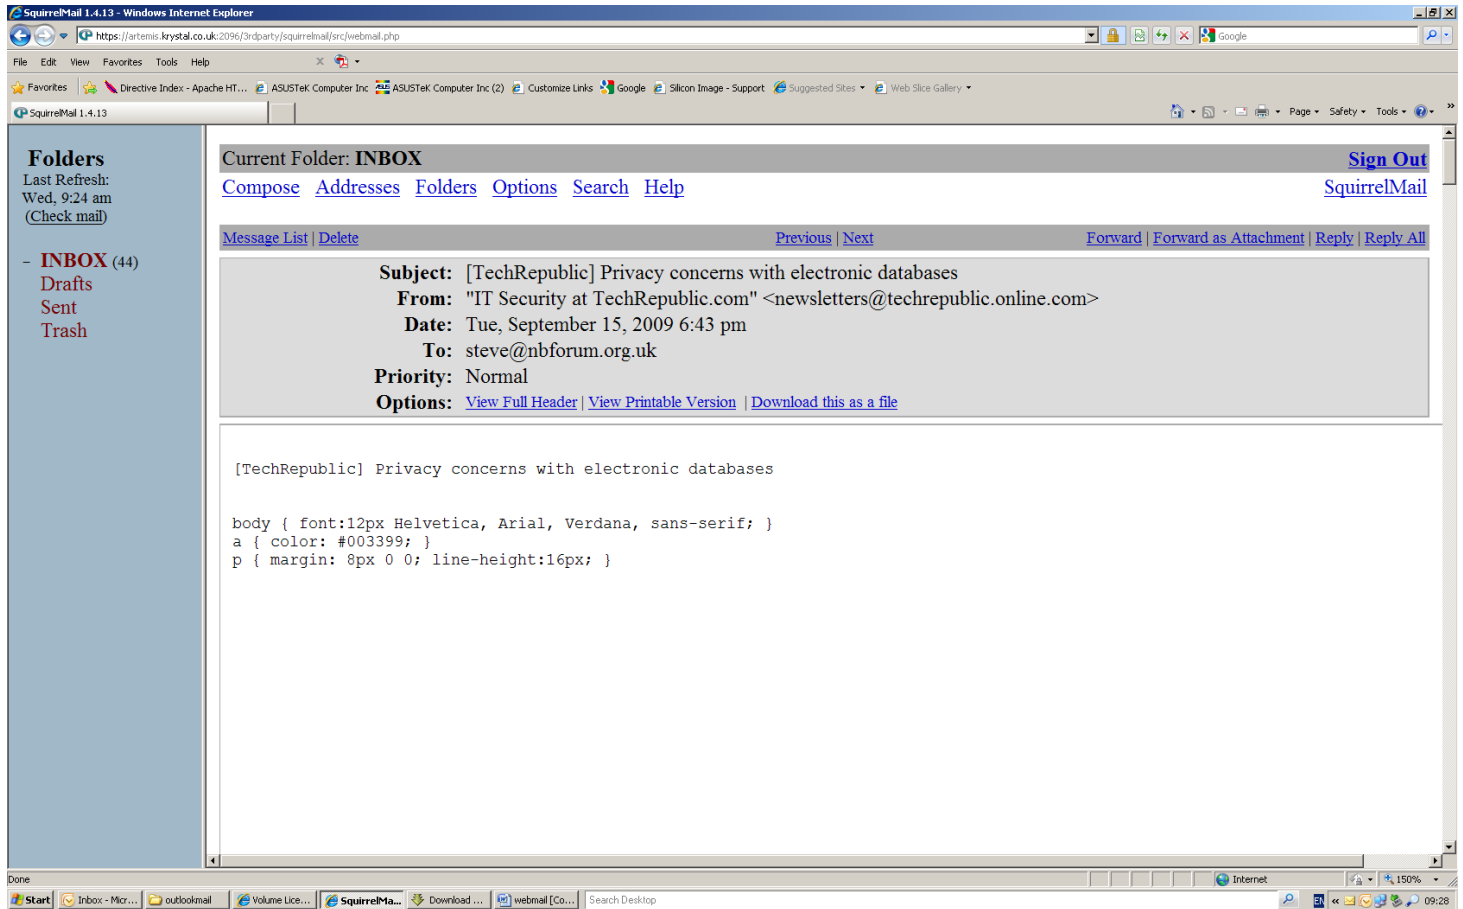 SquirrelMail 1.4.13 - Windows Internet Explorer
https://artemis.krystal.co.uk:2096/3rdparty/squirrelmail/src/webmail.php
Google
File Edit View Favorites Tools Help
Favorites Directive Index - Apache HT... ASUSTeK Computer Inc ASUSTeK Computer Inc (2) Customize Links Google Silicon Image - Support Suggested Sites Web Slice Gallery
SquirrelMail 1.4.13
Page Safety Tools
Folders
Last Refresh:
Wed, 9:24 am
(Check mail)
- INBOX (44)
Drafts
Sent
Trash
Current Folder: INBOX
Sign Out
Compose Addresses Folders Options Search Help
SquirrelMail
Message List | Delete
Previous | Next
Forward | Forward as Attachment | Reply | Reply All
Subject: [TechRepublic] Privacy concerns with electronic databases
From: "IT Security at TechRepublic.com" <newsletters@techrepublic.online.com>
Date: Tue, September 15, 2009 6:43 pm
To: steve@nbforum.org.uk
Priority: Normal
Options: View Full Header | View Printable Version | Download this as a file
[TechRepublic] Privacy concerns with electronic databases
body { font:12px Helvetica, Arial, Verdana, sans-serif; }
a { color: #003399; }
p { margin: 8px 0 0; line-height:16px; }
Done
Internet
150%
Start Inbox - Micr... outlookmail Volume Lice... SquirrelMa... Download ... webmail [Co... Search Desktop
EN
09:28